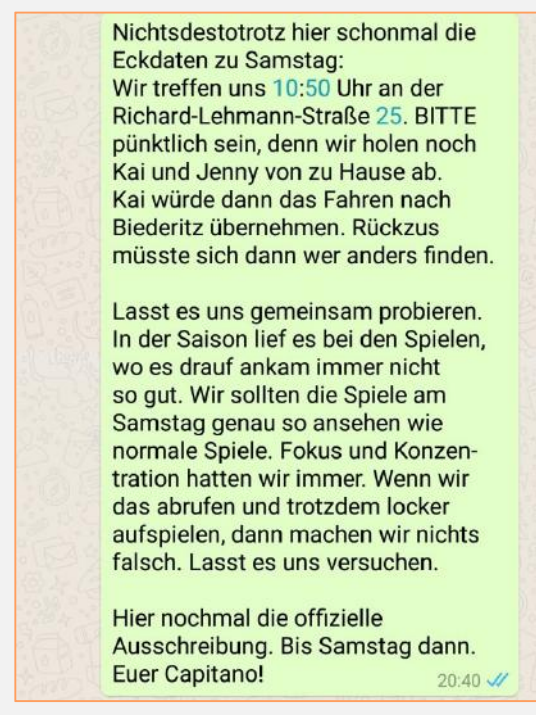 Nichtsdestotrotz hier schonmal die
Eckdaten zu Samstag:
Wir treffen uns 10:50 Uhr an der
Richard-Lehmann-Straße 25. BITTE
pünktlich sein, denn wir holen noch
Kai und Jenny von zu Hause ab.
Kai würde dann das Fahren nach
Biederitz übernehmen. Rückzus
müsste sich dann wer anders finden.
Lasst es uns gemeinsam probieren.
In der Saison lief es bei den Spielen,
wo es drauf ankam immer nicht
so gut. Wir sollten die Spiele am
Samstag genau so ansehen wie
normale Spiele. Fokus und Konzen-
tration hatten wir immer. Wenn wir
das abrufen und trotzdem locker
aufspielen, dann machen wir nichts
falsch. Lasst es uns versuchen.
Hier nochmal die offizielle
Ausschreibung. Bis Samstag dann.
Euer Capitano!
20:40